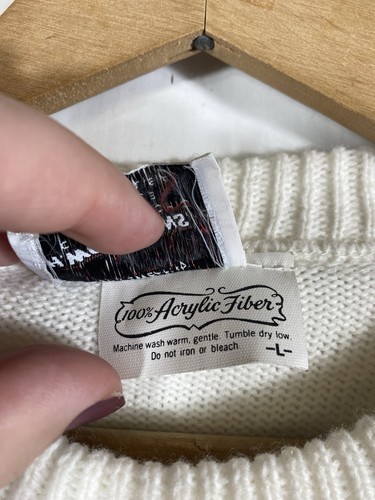 100% Acrylic Fiber
Machine wash warm, gentle. Tumble dry low.
Do not iron or bleach
-L-